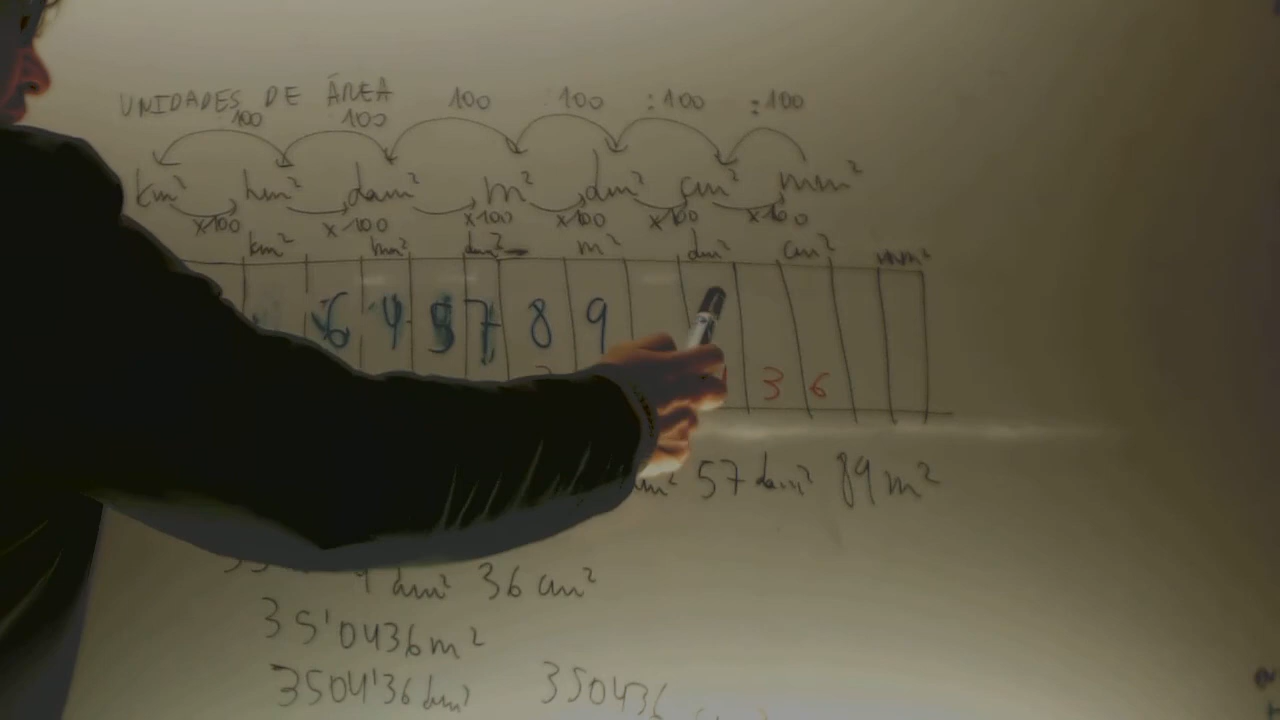 UNIDADES DE ÁREA
100 100 100 :100 :100 :100
km² hm² dam² m² dm² cm² mm²
x100 x100 x100 x100 x100 x100
km² hm² dam² m² dm² cm² mm²
6 4 5 7 8 9
3 6
57 dam² 89 m²
dm² 36 cm²
35'0436 m²
3504'36 dm² 350436